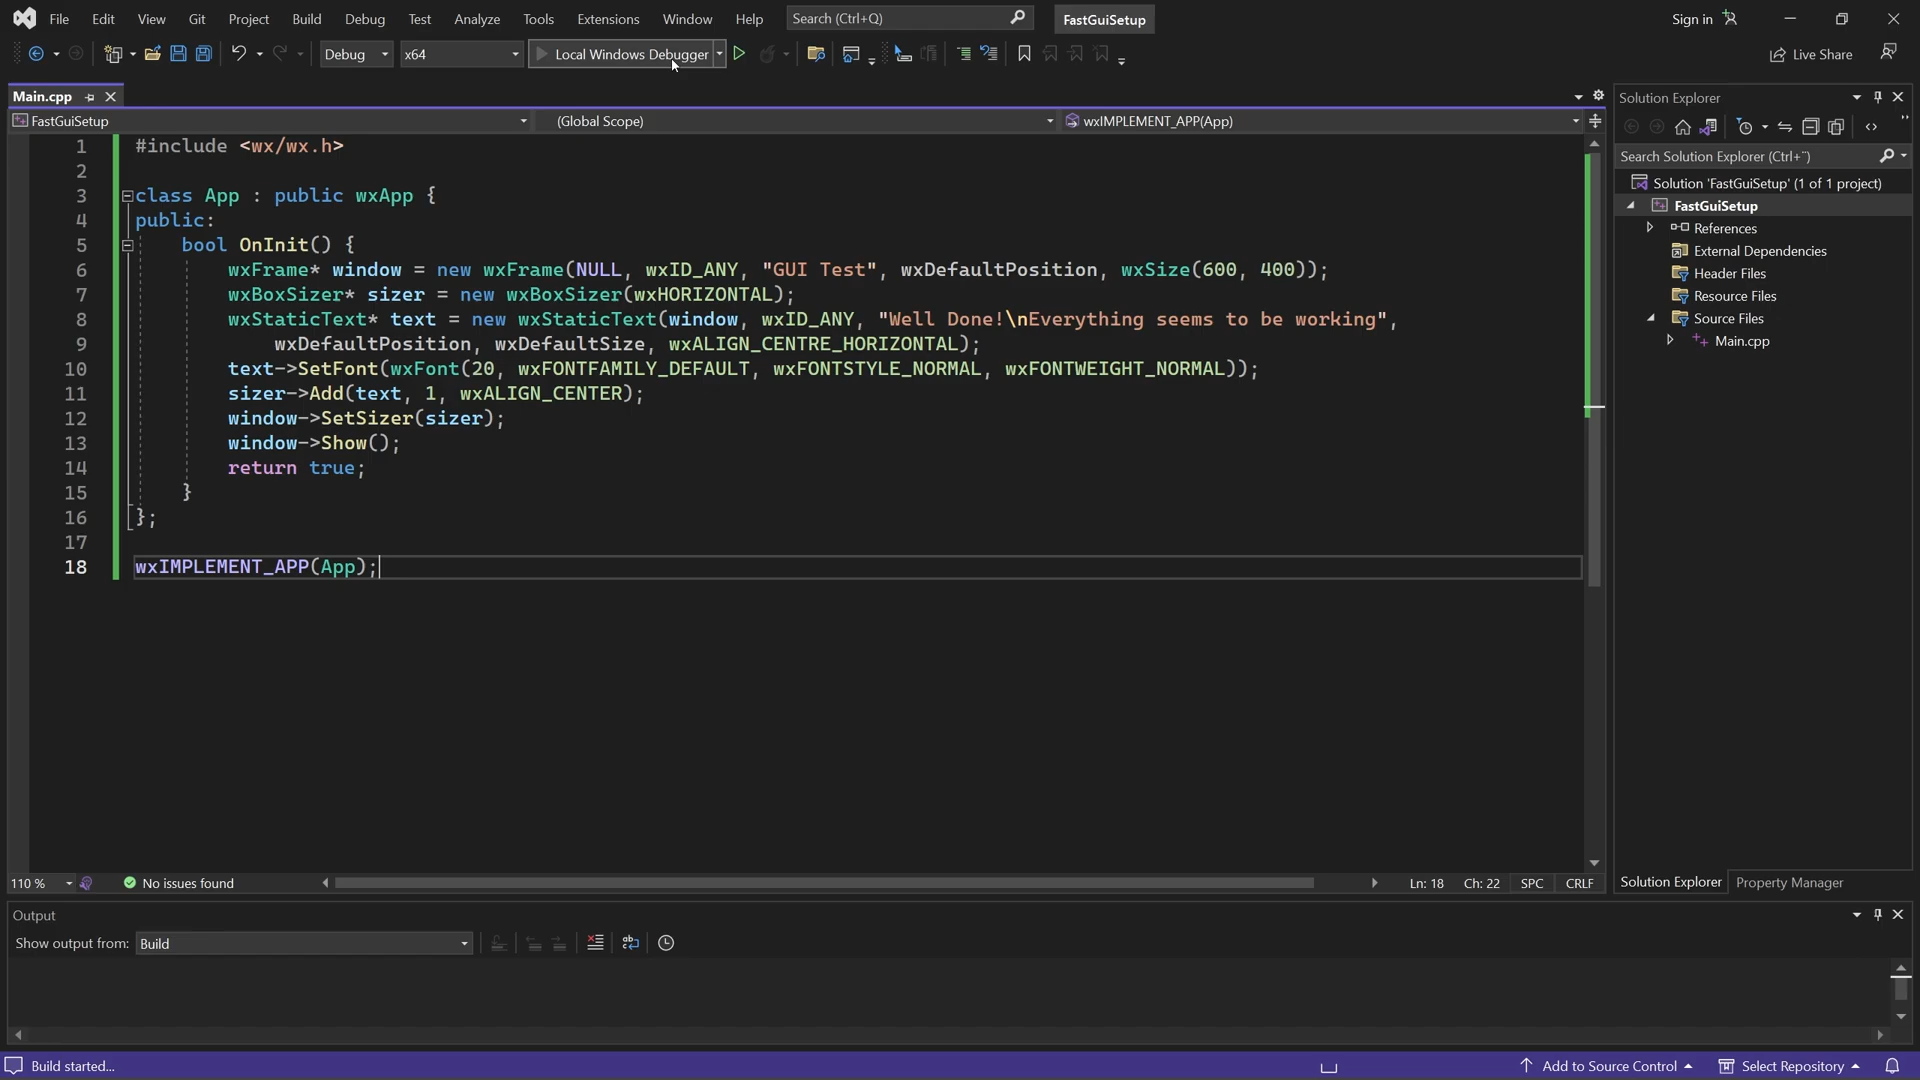 File Edit View Git Project Build Debug Test Analyze Tools Extensions Window Help Search (Ctrl+Q) FastGuiSetup Sign in
Debug x64 Local Windows Debugger Live Share
Main.cpp
FastGuiSetup (Global Scope) wxIMPLEMENT_APP(App)
1 #include <wx/wx.h>
2
3 class App : public wxApp {
4 public:
5 bool OnInit() {
6 wxFrame* window = new wxFrame(NULL, wxID_ANY, "GUI Test", wxDefaultPosition, wxSize(600, 400));
7 wxBoxSizer* sizer = new wxBoxSizer(wxHORIZONTAL);
8 wxStaticText* text = new wxStaticText(window, wxID_ANY, "Well Done!\nEverything seems to be working",
9 wxDefaultPosition, wxDefaultSize, wxALIGN_CENTRE_HORIZONTAL);
10 text->SetFont(wxFont(20, wxFONTFAMILY_DEFAULT, wxFONTSTYLE_NORMAL, wxFONTWEIGHT_NORMAL));
11 sizer->Add(text, 1, wxALIGN_CENTER);
12 window->SetSizer(sizer);
13 window->Show();
14 return true;
15 }
16 };
17
18 wxIMPLEMENT_APP(App);
110 % No issues found Ln: 18 Ch: 22 SPC CRLF
Solution Explorer
Search Solution Explorer (Ctrl+¨)
Solution 'FastGuiSetup' (1 of 1 project)
FastGuiSetup
References
External Dependencies
Header Files
Resource Files
Source Files
Main.cpp
Solution Explorer Property Manager
Output
Show output from: Build
Build started... Add to Source Control Select Repository